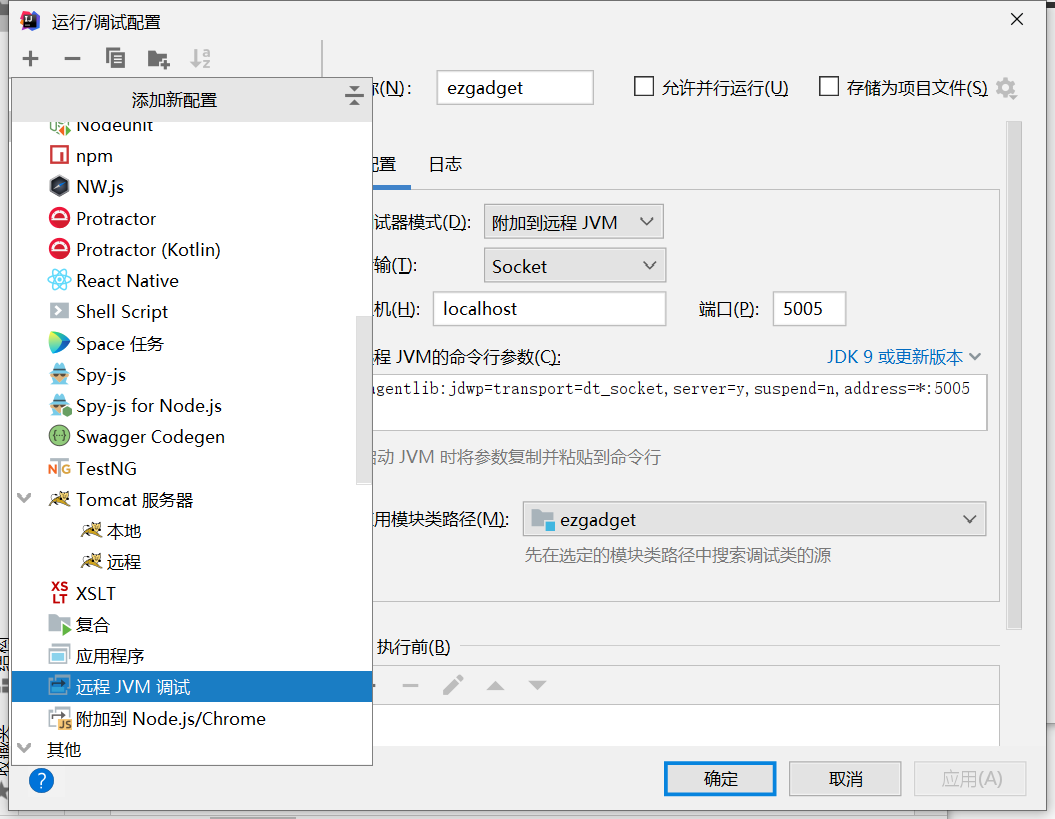 运行/调试配置
添加新配置
(N):
ezgadget
允许并行运行(U)
存储为项目文件(S)
Nodeunit
npm
NW.js
Protractor
Protractor (Kotlin)
React Native
Shell Script
Space 任务
Spy-js
Spy-js for Node.js
Swagger Codegen
TestNG
Tomcat 服务器
本地
远程
XSLT
复合
应用程序
远程 JVM 调试
附加到 Node.js/Chrome
其他
配置
日志
试器模式(D):
附加到远程 JVM
输(T):
Socket
机(H):
localhost
端口(P):
5005
程 JVM的命令行参数(C):
JDK 9 或更新版本
agentlib:jdwp=transport=dt_socket,server=y,suspend=n,address=*:5005
启动 JVM 时将参数复制并粘贴到命令行
用模块类路径(M):
ezgadget
先在选定的模块类路径中搜索调试类的源
执行前(B)
?
确定
取消
应用(A)